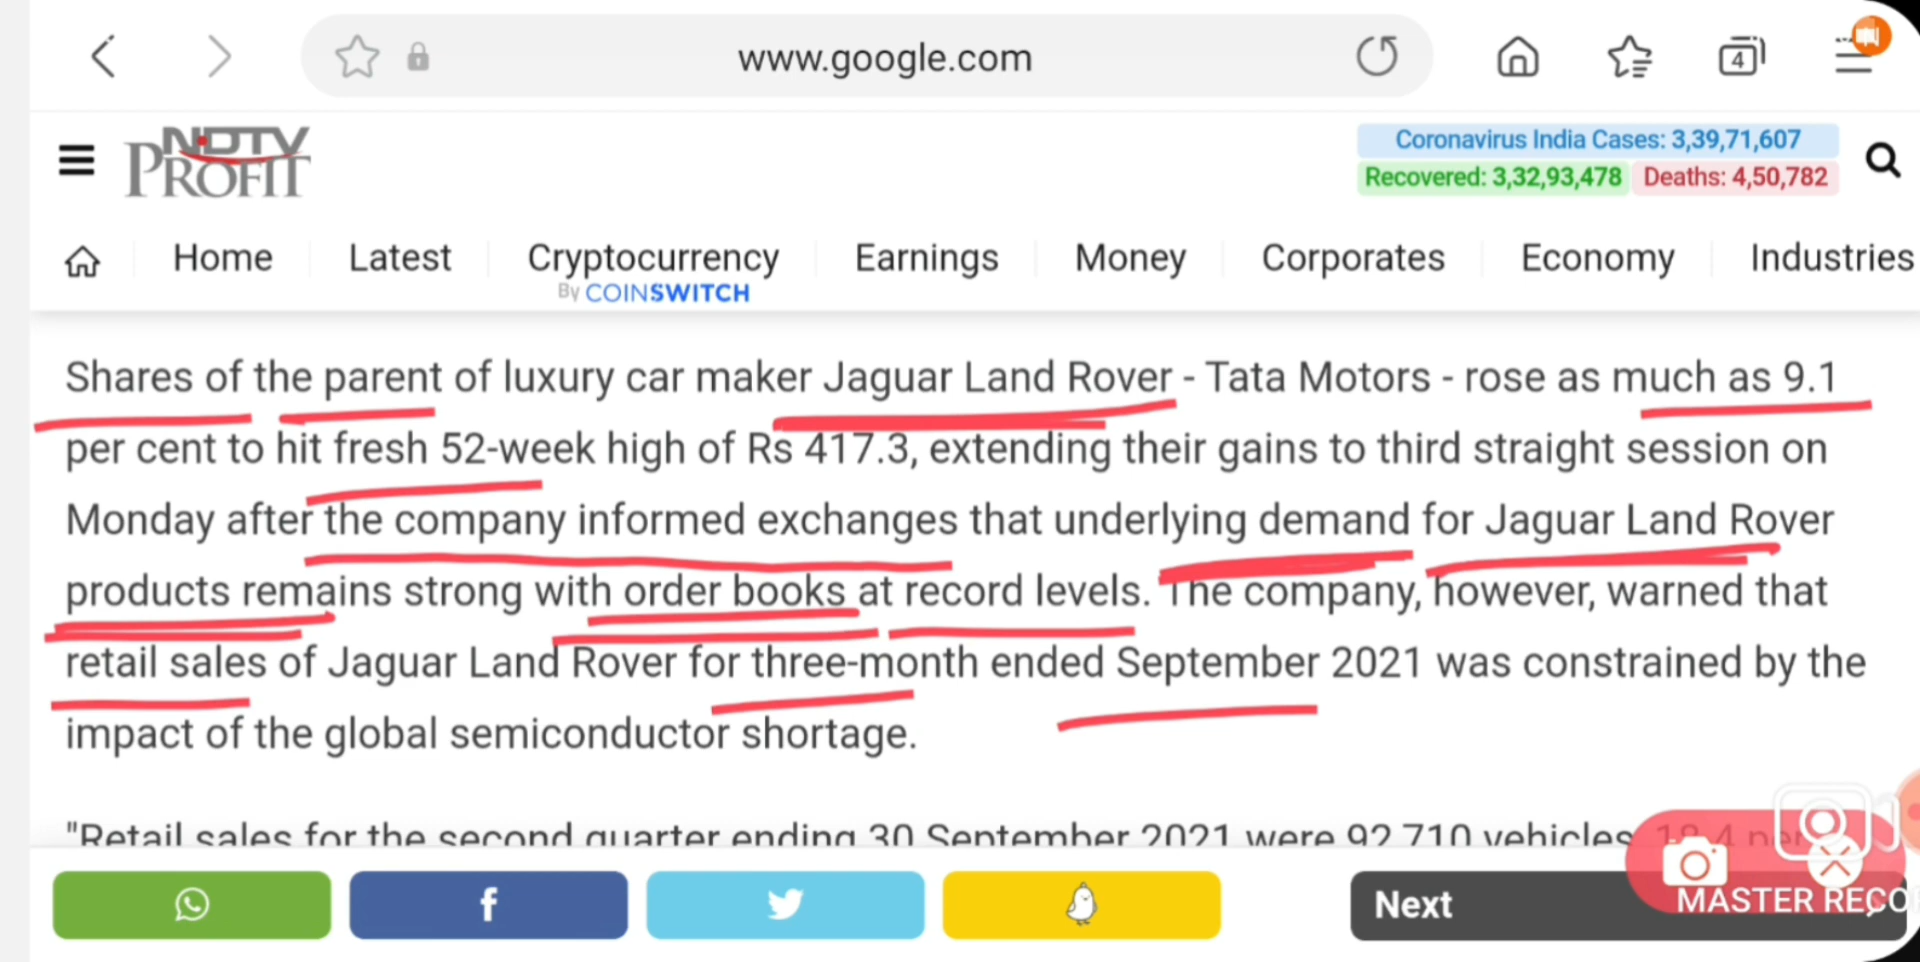 www.google.com
4
NDTV
PROFIT
Coronavirus India Cases: 3,39,71,607
Recovered: 3,32,93,478 Deaths: 4,50,782
Home Latest Cryptocurrency Earnings Money Corporates Economy Industries
By COINSWITCH
Shares of the parent of luxury car maker Jaguar Land Rover - Tata Motors - rose as much as 9.1
per cent to hit fresh 52-week high of Rs 417.3, extending their gains to third straight session on
Monday after the company informed exchanges that underlying demand for Jaguar Land Rover
products remains strong with order books at record levels. The company, however, warned that
retail sales of Jaguar Land Rover for three-month ended September 2021 was constrained by the
impact of the global semiconductor shortage.
"Retail sales for the second quarter ending 30 September 2021 were 92,710 vehicles, 18.4 per
Next
MASTER RECO